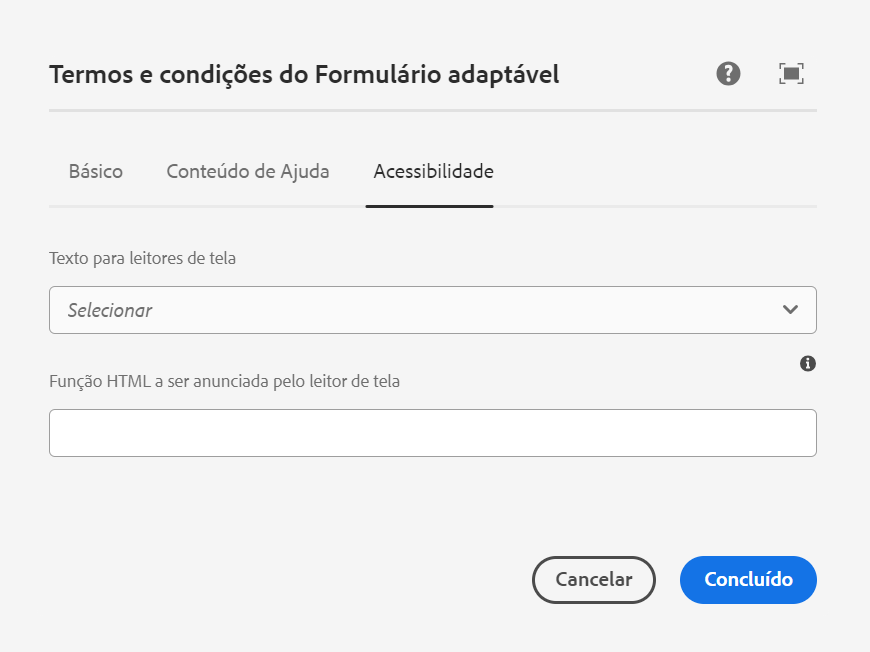 Termos e condições do Formulário adaptável
Básico Conteúdo de Ajuda Acessibilidade
Texto para leitores de tela
Selecionar
Função HTML a ser anunciada pelo leitor de tela
Cancelar Concluído